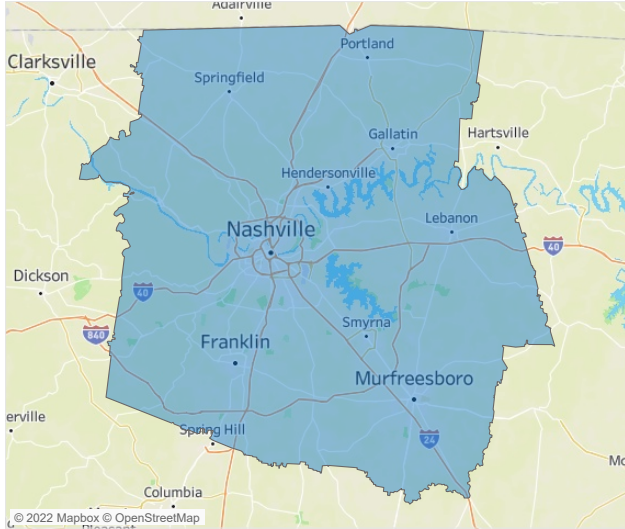 Adairville
Portland
Clarksville
Springfield
Gallatin
Hartsville
Hendersonville
Lebanon
Nashville
40
Dickson
40
Smyrna
840
Franklin
Murfreesboro
erville
Spring Hill
24
Mc
Columbia
© 2022 Mapbox © OpenStreetMap